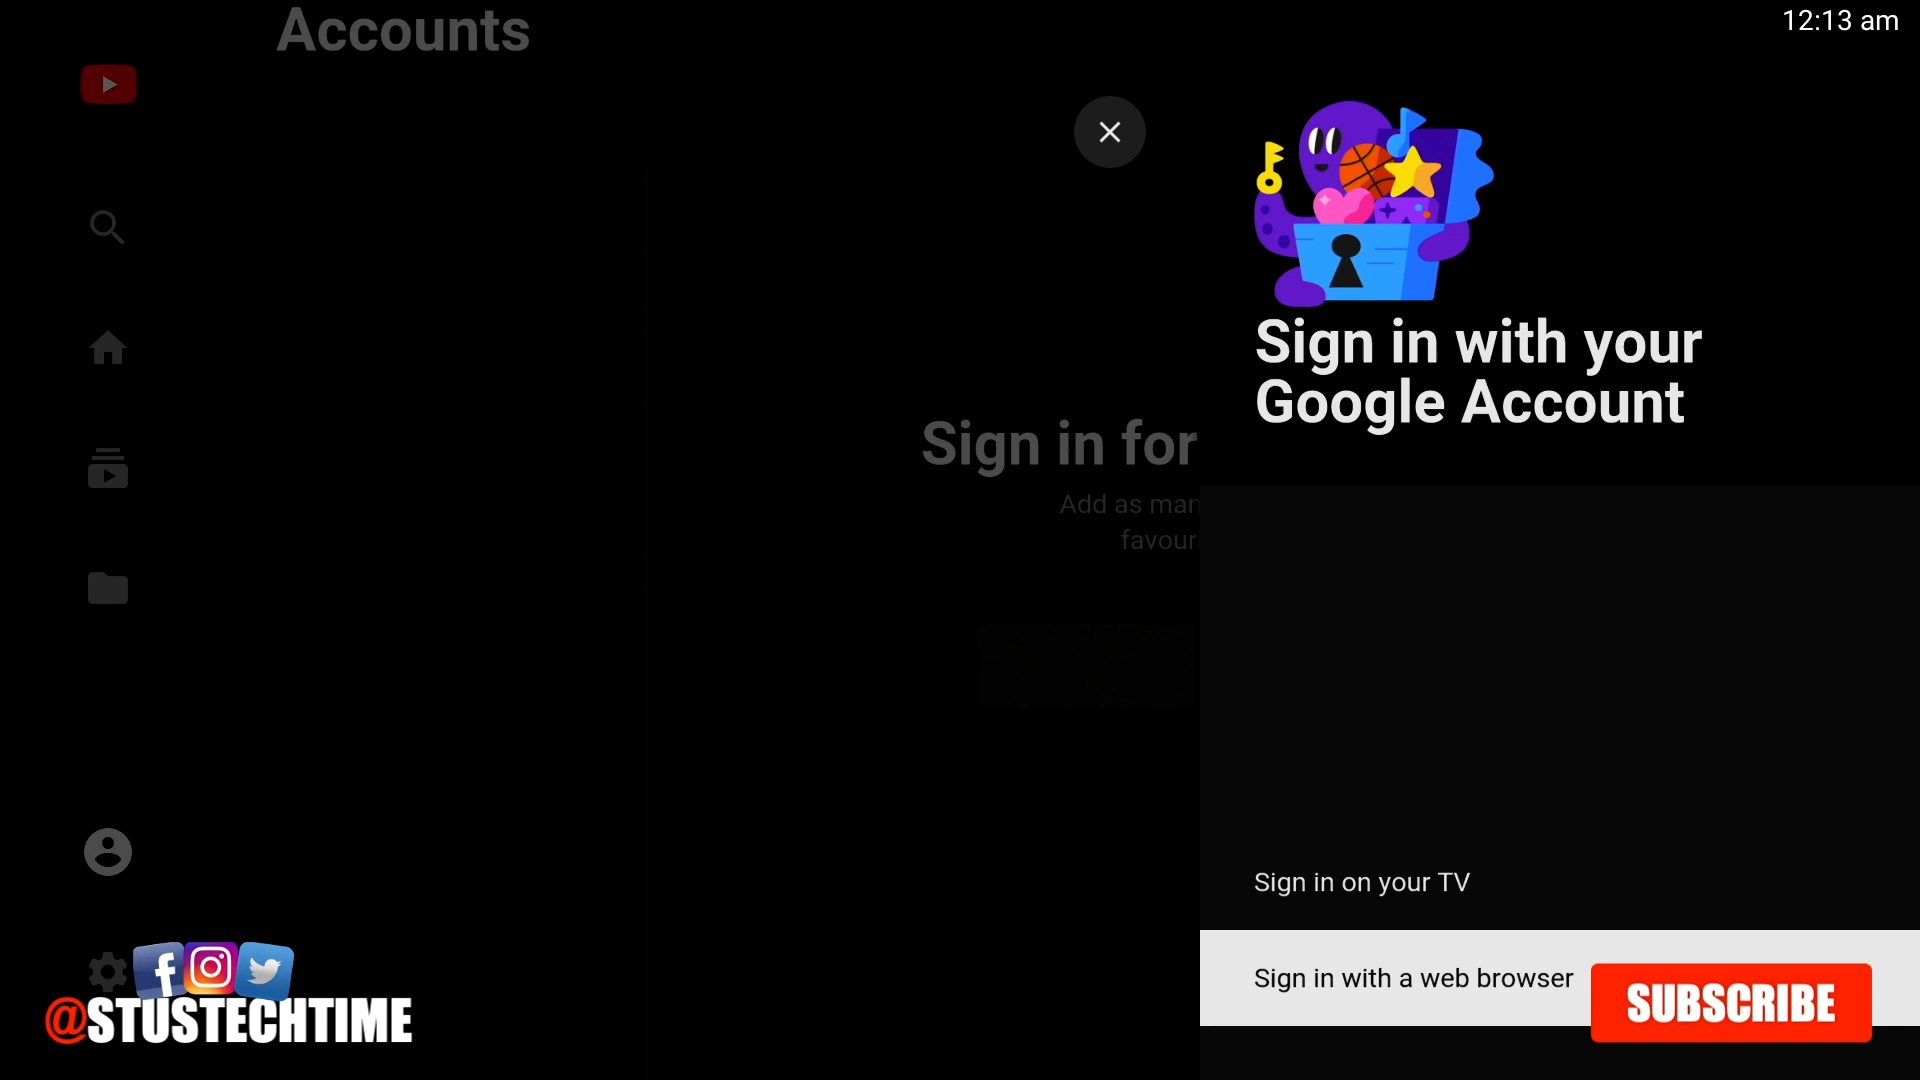 Accounts
12:13 am
Sign in with your
Google Account
Sign in for
Add as man
favour
Sign in on your TV
Sign in with a web browser
SUBSCRIBE
@STUSTECHTIME